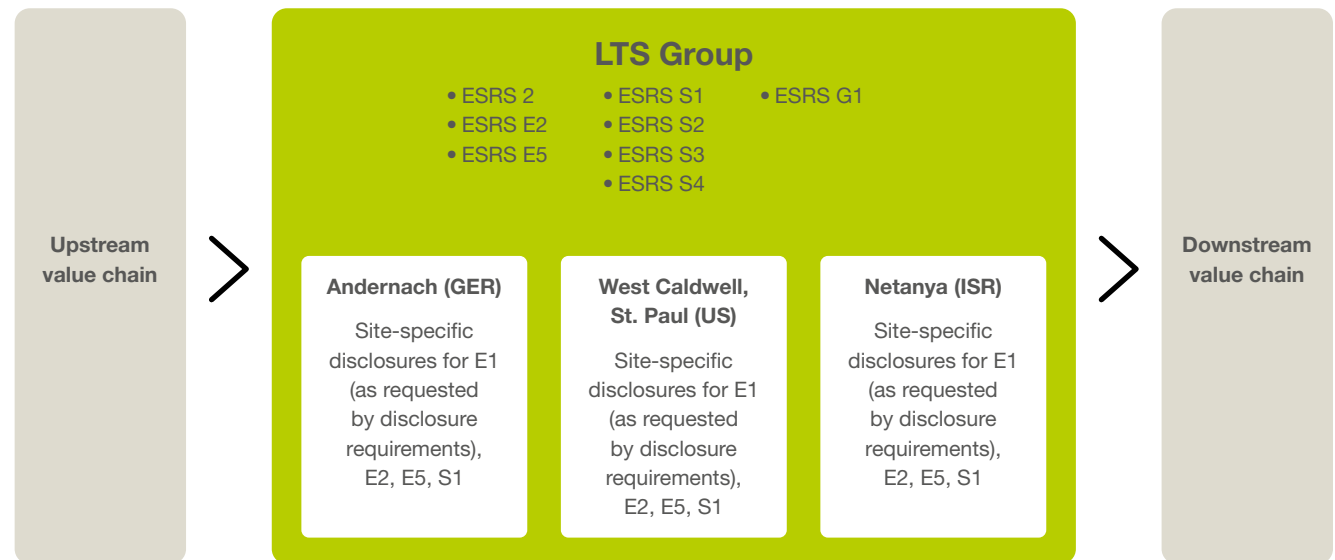 Upstream
value chain
LTS Group
• ESRS 2
• ESRS E2
• ESRS E5
• ESRS S1
• ESRS S2
• ESRS S3
• ESRS S4
• ESRS G1
Andernach (GER)
Site-specific
disclosures for E1
(as requested
by disclosure
requirements),
E2, E5, S1
West Caldwell,
St. Paul (US)
Site-specific
disclosures for E1
(as requested
by disclosure
requirements),
E2, E5, S1
Netanya (ISR)
Site-specific
disclosures for E1
(as requested
by disclosure
requirements),
E2, E5, S1
Downstream
value chain